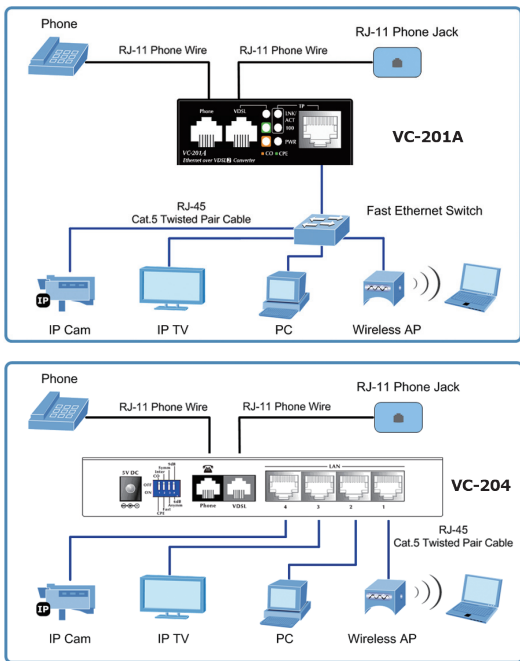 Phone
RJ-11 Phone Jack
RJ-11 Phone Wire
RJ-11 Phone Wire
Phone
VDSL
TP
LNK/
ACT
100
PWR
VC-201A
Ethernet over VDSL2 Converter
CO CPE
VC-201A
RJ-45
Cat.5 Twisted Pair Cable
Fast Ethernet Switch
IP
IP Cam
IP TV
PC
Wireless AP
Phone
RJ-11 Phone Jack
RJ-11 Phone Wire
RJ-11 Phone Wire
5V DC
CO
Inter
9dB
OFF
ON
CPE
Fast
6dB
Phone
VDSL
LAN
4
3
2
1
VC-204
RJ-45
Cat.5 Twisted Pair Cable
IP
IP Cam
IP TV
PC
Wireless AP